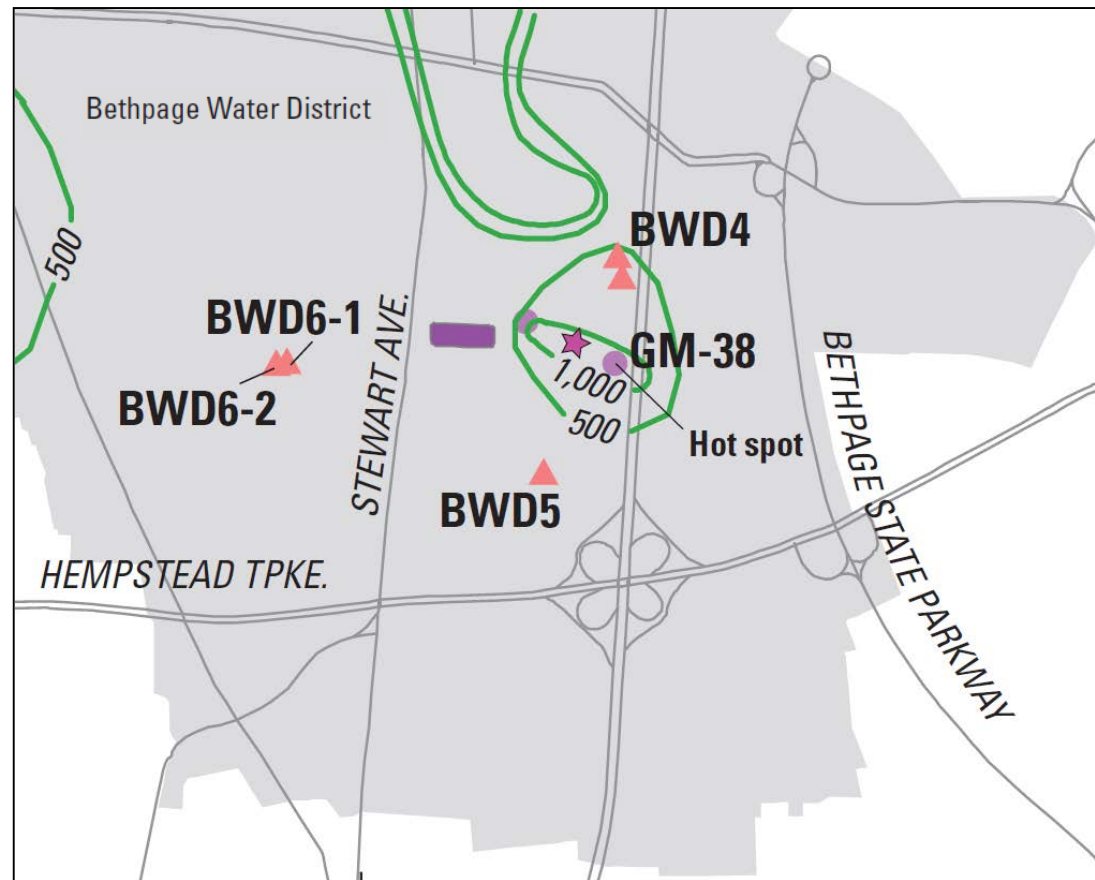 Bethpage Water District
BWD4
500
BWD6-1
GM-38
BWD6-2
1,000
500
Hot spot
STEWART AVE.
BWD5
BETHPAGE STATE PARKWAY
HEMPSTEAD TPKE.